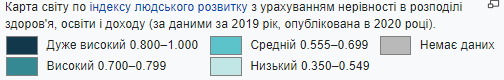 Карта світу по індексу людського розвитку з урахуванням нерівності в розподілі
здоров'я, освіти і доходу (за даними за 2019 рік, опублікована в 2020 році).
Дуже високий 0.800–1.000 Середній 0.555–0.699 Немає даних
Високий 0.700–0.799 Низький 0.350–0.549